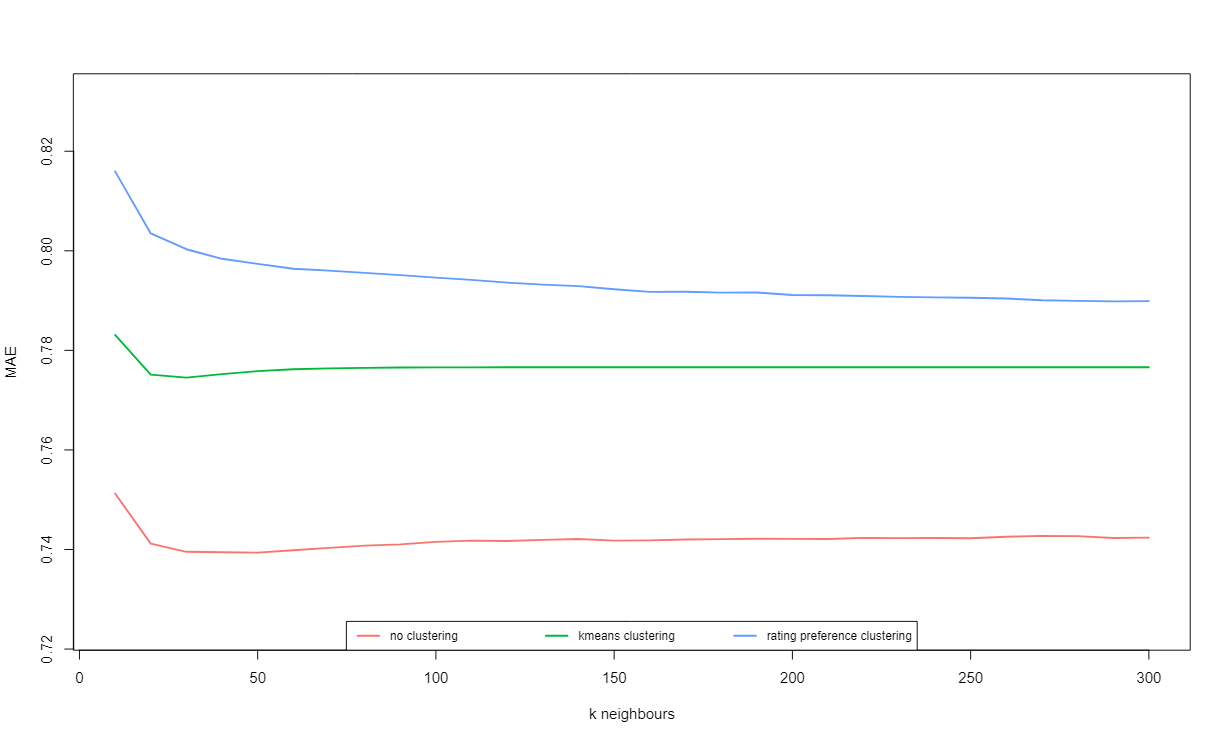 0.82
0.80
0.78
0.76
0.74
0.72
MAE
no clustering
kmeans clustering
rating preference clustering
0
50
100
150
200
250
300
k neighbours